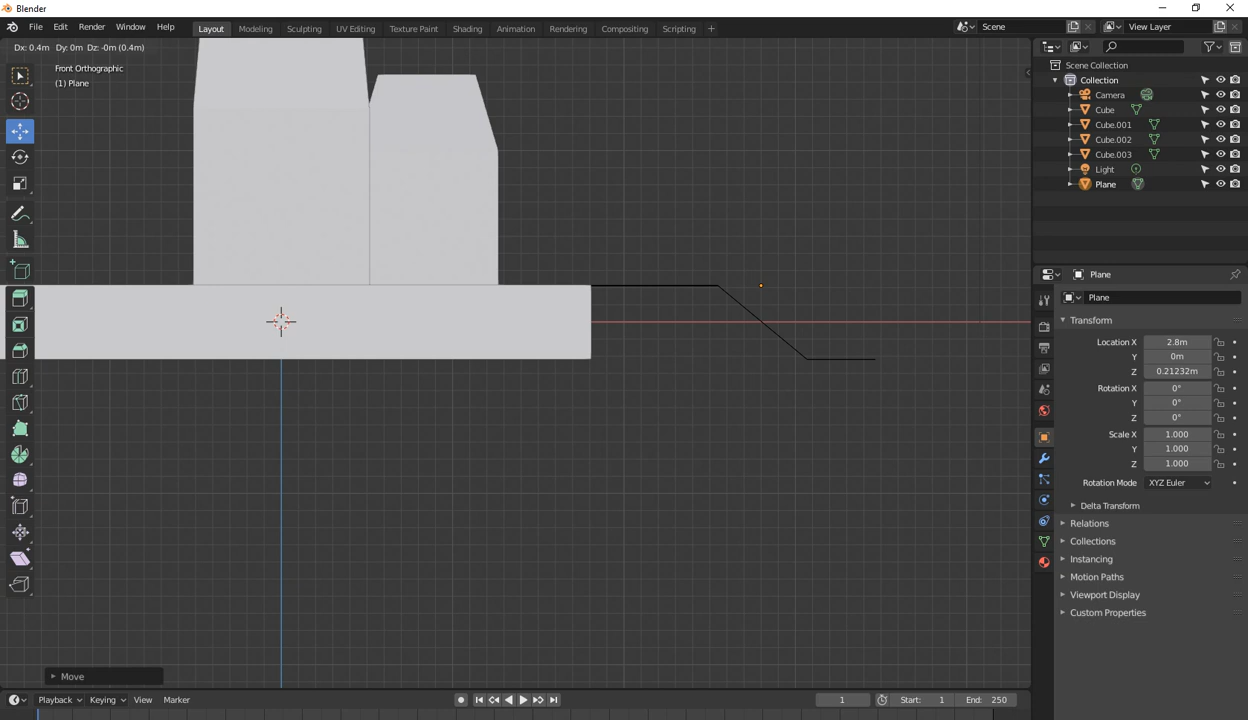 Blender
File Edit Render Window Help
Layout Modeling Sculpting UV Editing Texture Paint Shading Animation Rendering Compositing Scripting +
Scene
View Layer
Dx: 0.4m Dy: 0m Dz: -0m (0.4m)
Front Orthographic
(1) Plane
Scene Collection
Collection
Camera
Cube
Cube.001
Cube.002
Cube.003
Light
Plane
Plane
Plane
Transform
Location X 2.8m
Y 0m
Z 0.21232m
Rotation X 0°
Y 0°
Z 0°
Scale X 1.000
Y 1.000
Z 1.000
Rotation Mode XYZ Euler
Delta Transform
Relations
Collections
Instancing
Motion Paths
Viewport Display
Custom Properties
Move
Playback Keying View Marker
1
Start: 1
End: 250